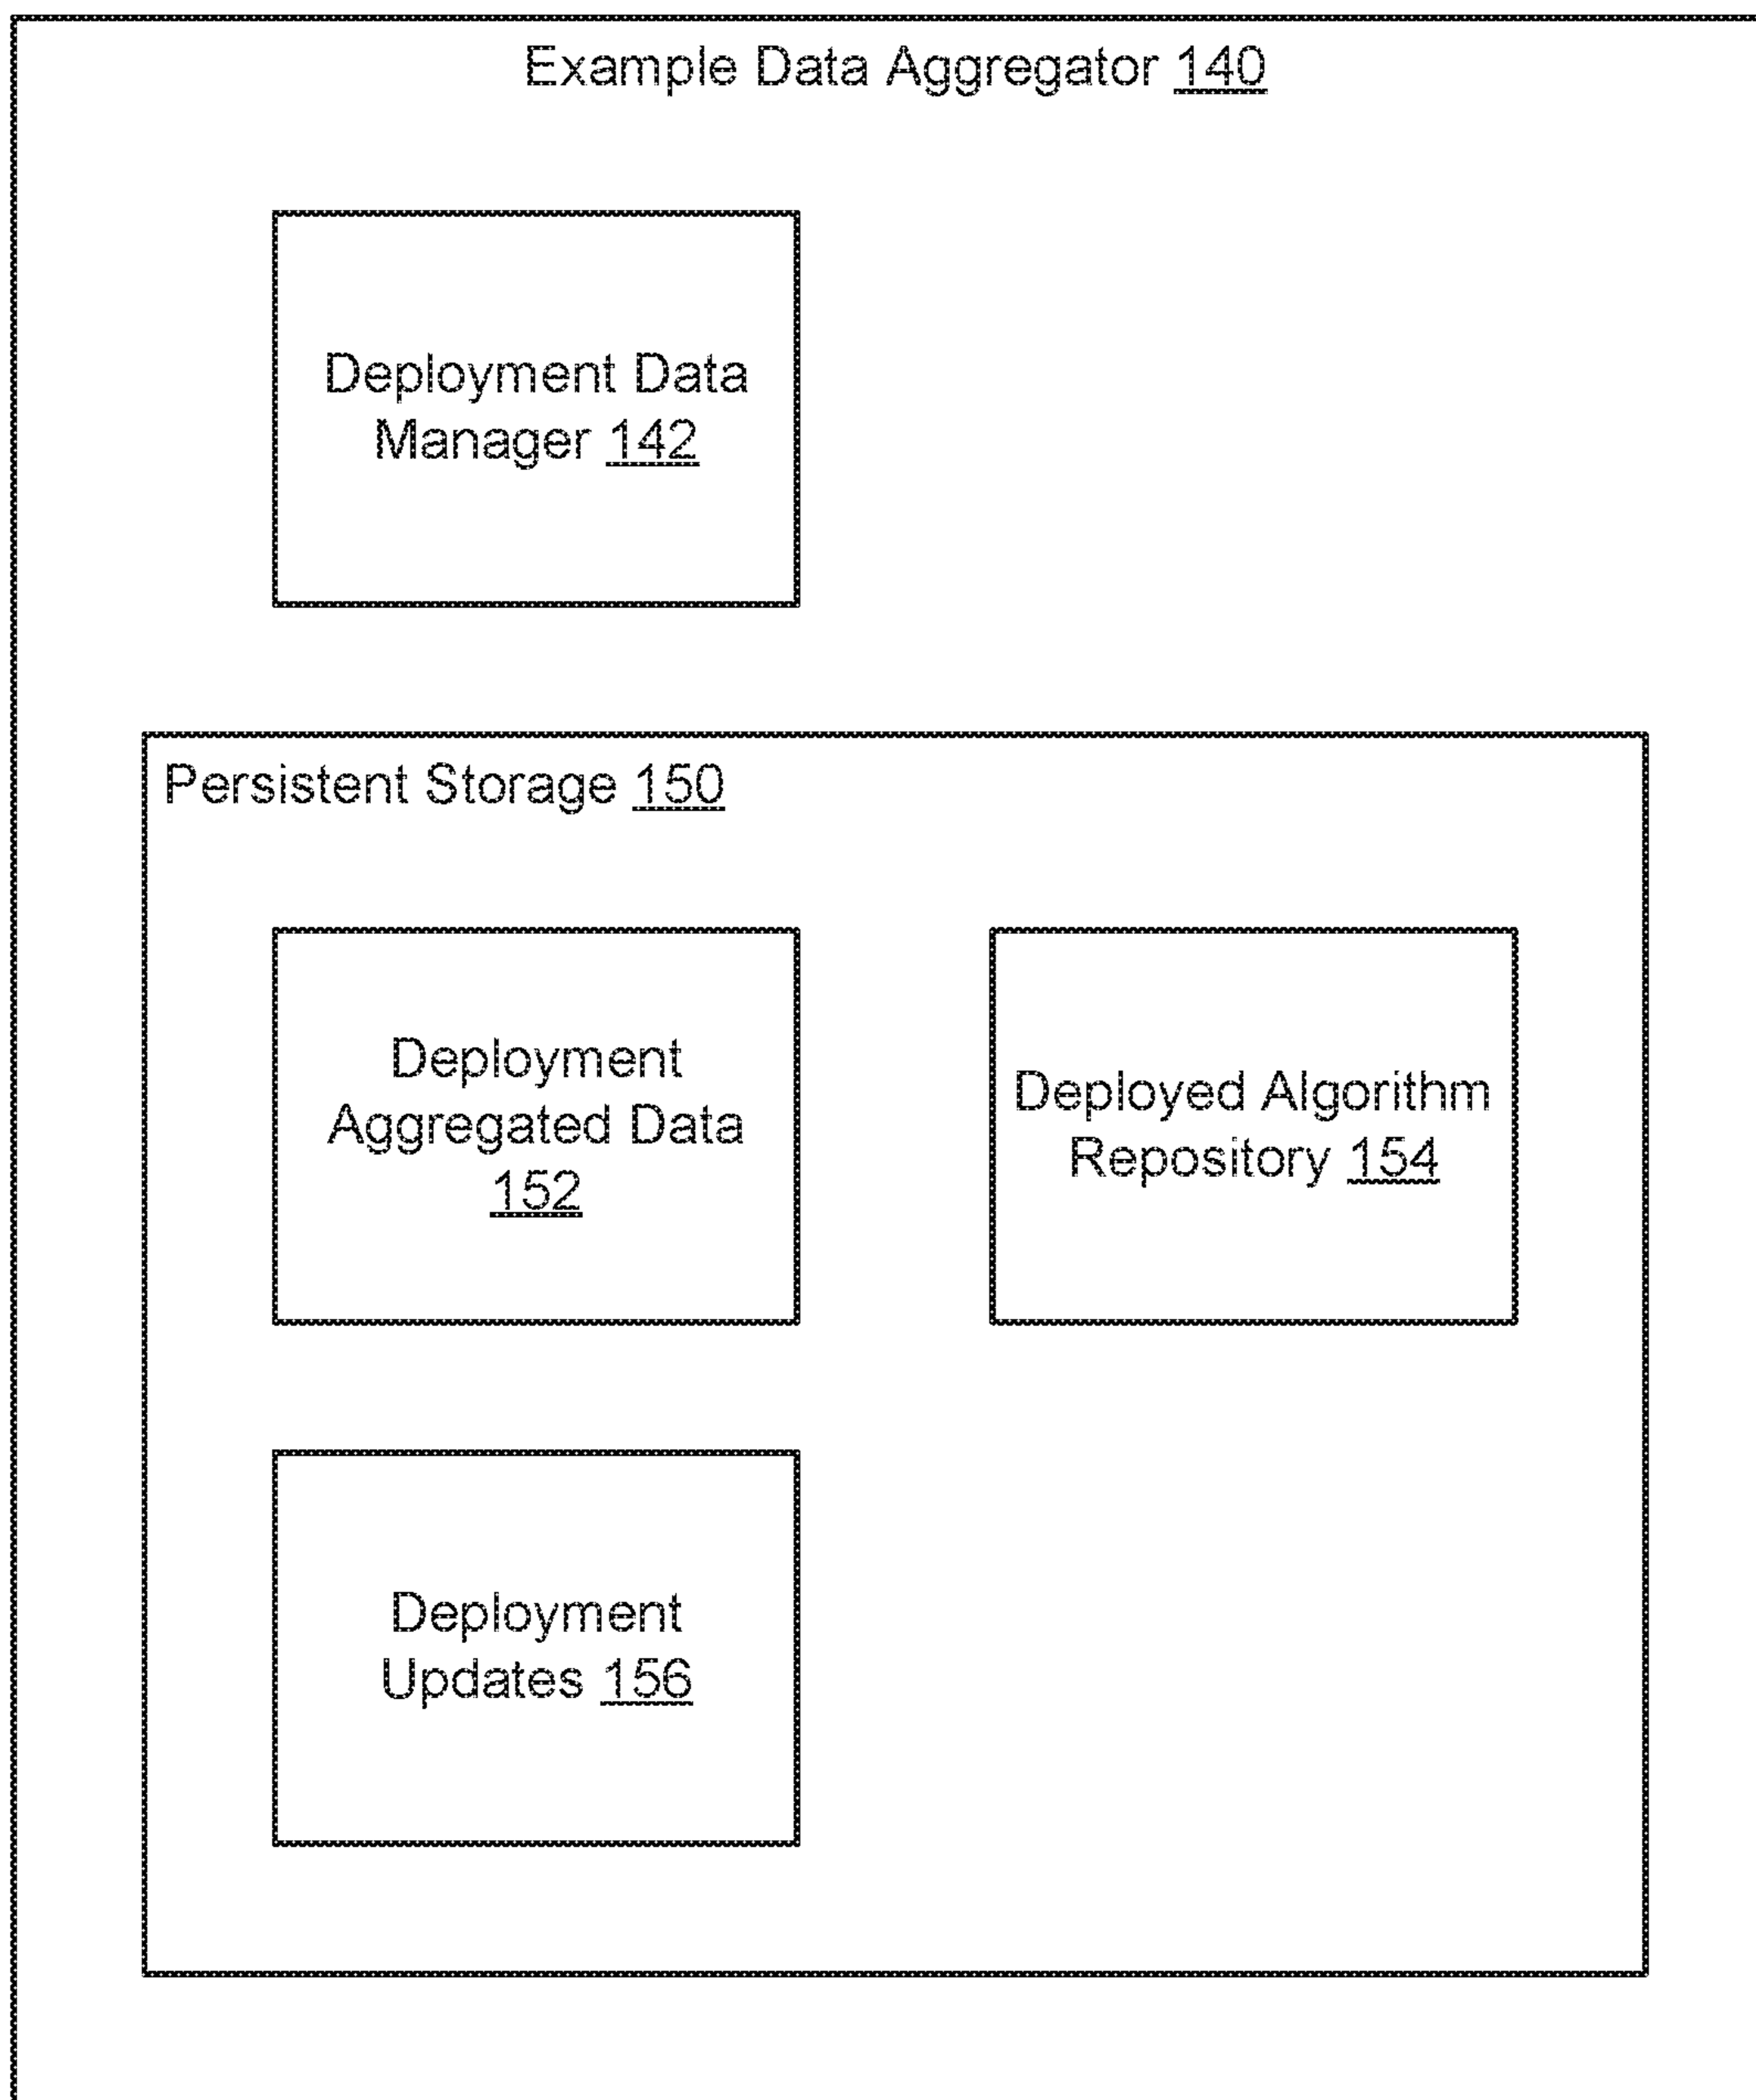 Example Data Aggregator 140
Deployment Data
Manager 142
Persistent Storage 150
Deployment
Aggregated Data
152
Deployed Algorithm
Repository 154
Deployment
Updates 156